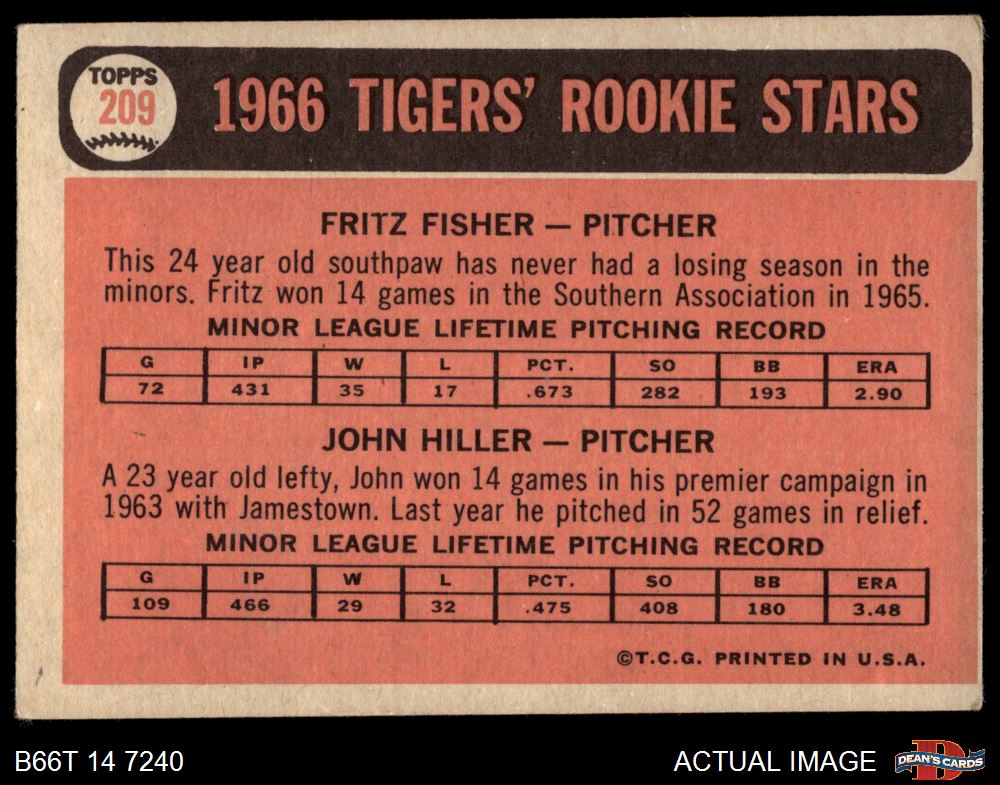 TOPPS
209
1966 TIGERS' ROOKIE STARS
FRITZ FISHER — PITCHER
This 24 year old southpaw has never had a losing season in the
minors. Fritz won 14 games in the Southern Association in 1965.
MINOR LEAGUE LIFETIME PITCHING RECORD
G IP W L PCT. SO BB ERA
72 431 35 17 .673 282 193 2.90
JOHN HILLER — PITCHER
A 23 year old lefty, John won 14 games in his premier campaign in
1963 with Jamestown. Last year he pitched in 52 games in relief.
MINOR LEAGUE LIFETIME PITCHING RECORD
G IP W L PCT. SO BB ERA
109 466 29 32 .475 408 180 3.48
©T.C.G. PRINTED IN U.S.A.
B66T 14 7240
ACTUAL IMAGE
DEAN'S CARDS